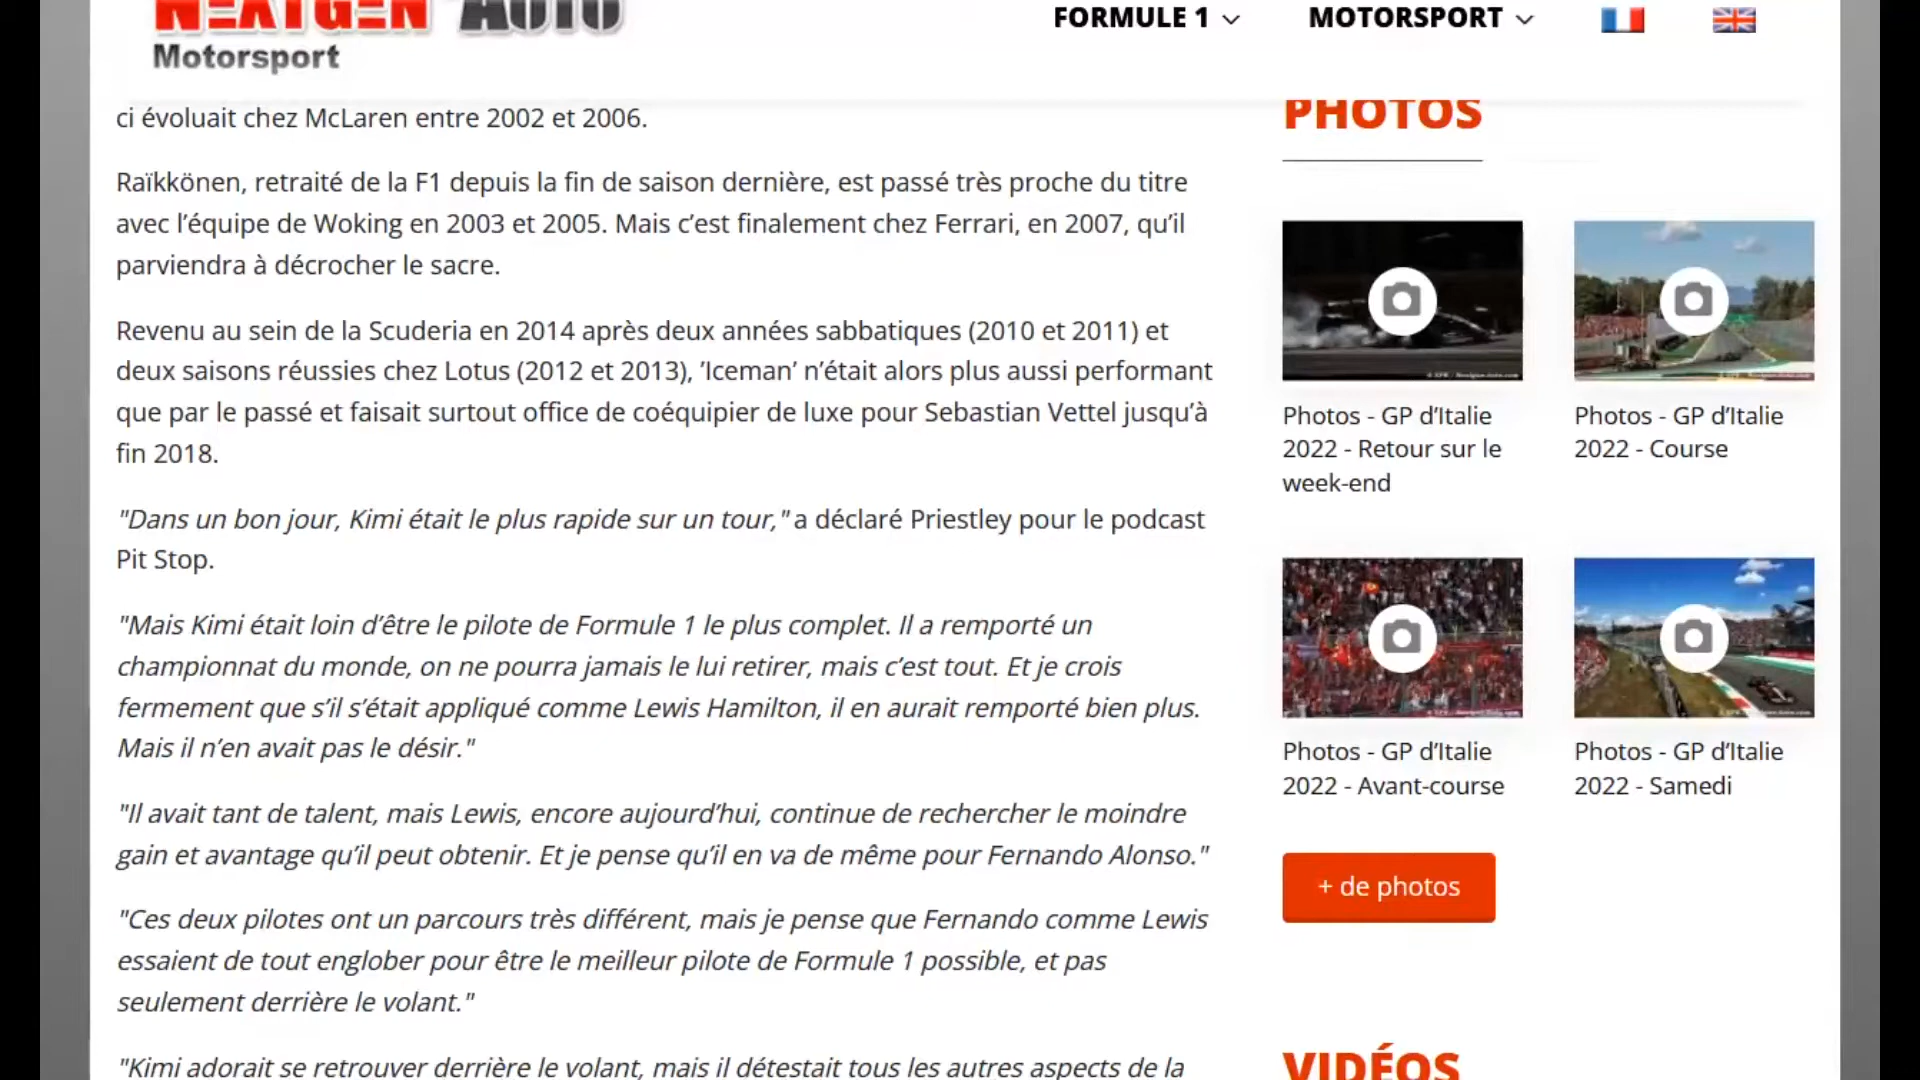 NEXTGEN AUTO
Motorsport
FORMULE 1
MOTORSPORT
ci évoluait chez McLaren entre 2002 et 2006.
Raïkkönen, retraité de la F1 depuis la fin de saison dernière, est passé très proche du titre
avec l’équipe de Woking en 2003 et 2005. Mais c’est finalement chez Ferrari, en 2007, qu’il
parviendra à décrocher le sacre.
Revenu au sein de la Scuderia en 2014 après deux années sabbatiques (2010 et 2011) et
deux saisons réussies chez Lotus (2012 et 2013), ’Iceman’ n’était alors plus aussi performant
que par le passé et faisait surtout office de coéquipier de luxe pour Sebastian Vettel jusqu’à
fin 2018.
"Dans un bon jour, Kimi était le plus rapide sur un tour," a déclaré Priestley pour le podcast
Pit Stop.
"Mais Kimi était loin d’être le pilote de Formule 1 le plus complet. Il a remporté un
championnat du monde, on ne pourra jamais le lui retirer, mais c’est tout. Et je crois
fermement que s’il s’était appliqué comme Lewis Hamilton, il en aurait remporté bien plus.
Mais il n’en avait pas le désir."
"Il avait tant de talent, mais Lewis, encore aujourd’hui, continue de rechercher le moindre
gain et avantage qu’il peut obtenir. Et je pense qu’il en va de même pour Fernando Alonso."
"Ces deux pilotes ont un parcours très différent, mais je pense que Fernando comme Lewis
essaient de tout englober pour être le meilleur pilote de Formule 1 possible, et pas
seulement derrière le volant."
"Kimi adorait se retrouver derrière le volant, mais il détestait tous les autres aspects de la
PHOTOS
Photos - GP d’Italie
2022 - Retour sur le
week-end
Photos - GP d’Italie
2022 - Course
Photos - GP d’Italie
2022 - Avant-course
Photos - GP d’Italie
2022 - Samedi
+ de photos
VIDÉOS